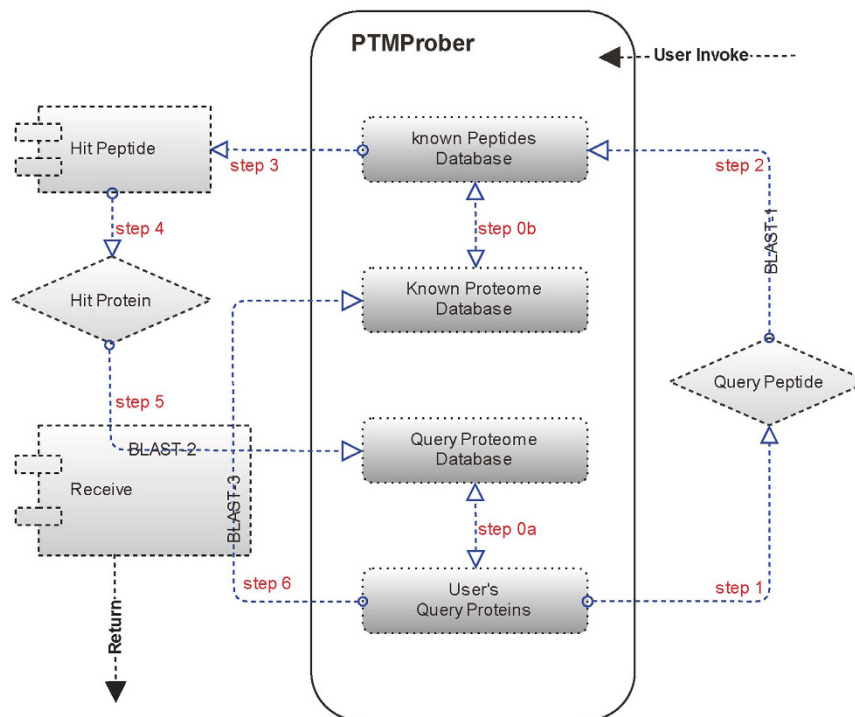 PTMProber
User Invoke
Hit Peptide
step 3
known Peptides
Database
step 2
step 4
step 0b
BLAST-1
Hit Protein
Known Proteome
Database
Query Peptide
step 5
BLAST-2
Query Proteome
Database
Receive
BLAST-3
step 0a
step 6
User's
Query Proteins
step 1
Return